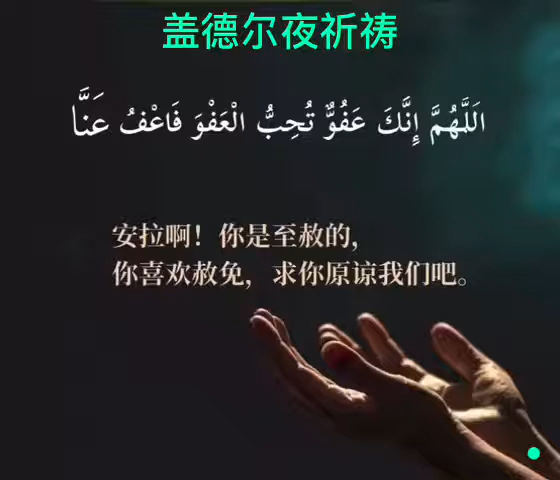 盖德尔夜祈祷
اَللَّهُمَّ إِنَّكَ عَفُوٌّ تُحِبُّ الْعَفْوَ فَاعْفُ عَنَّا
安拉啊！你是至赦的，
你喜欢赦免，求你原谅我们吧。